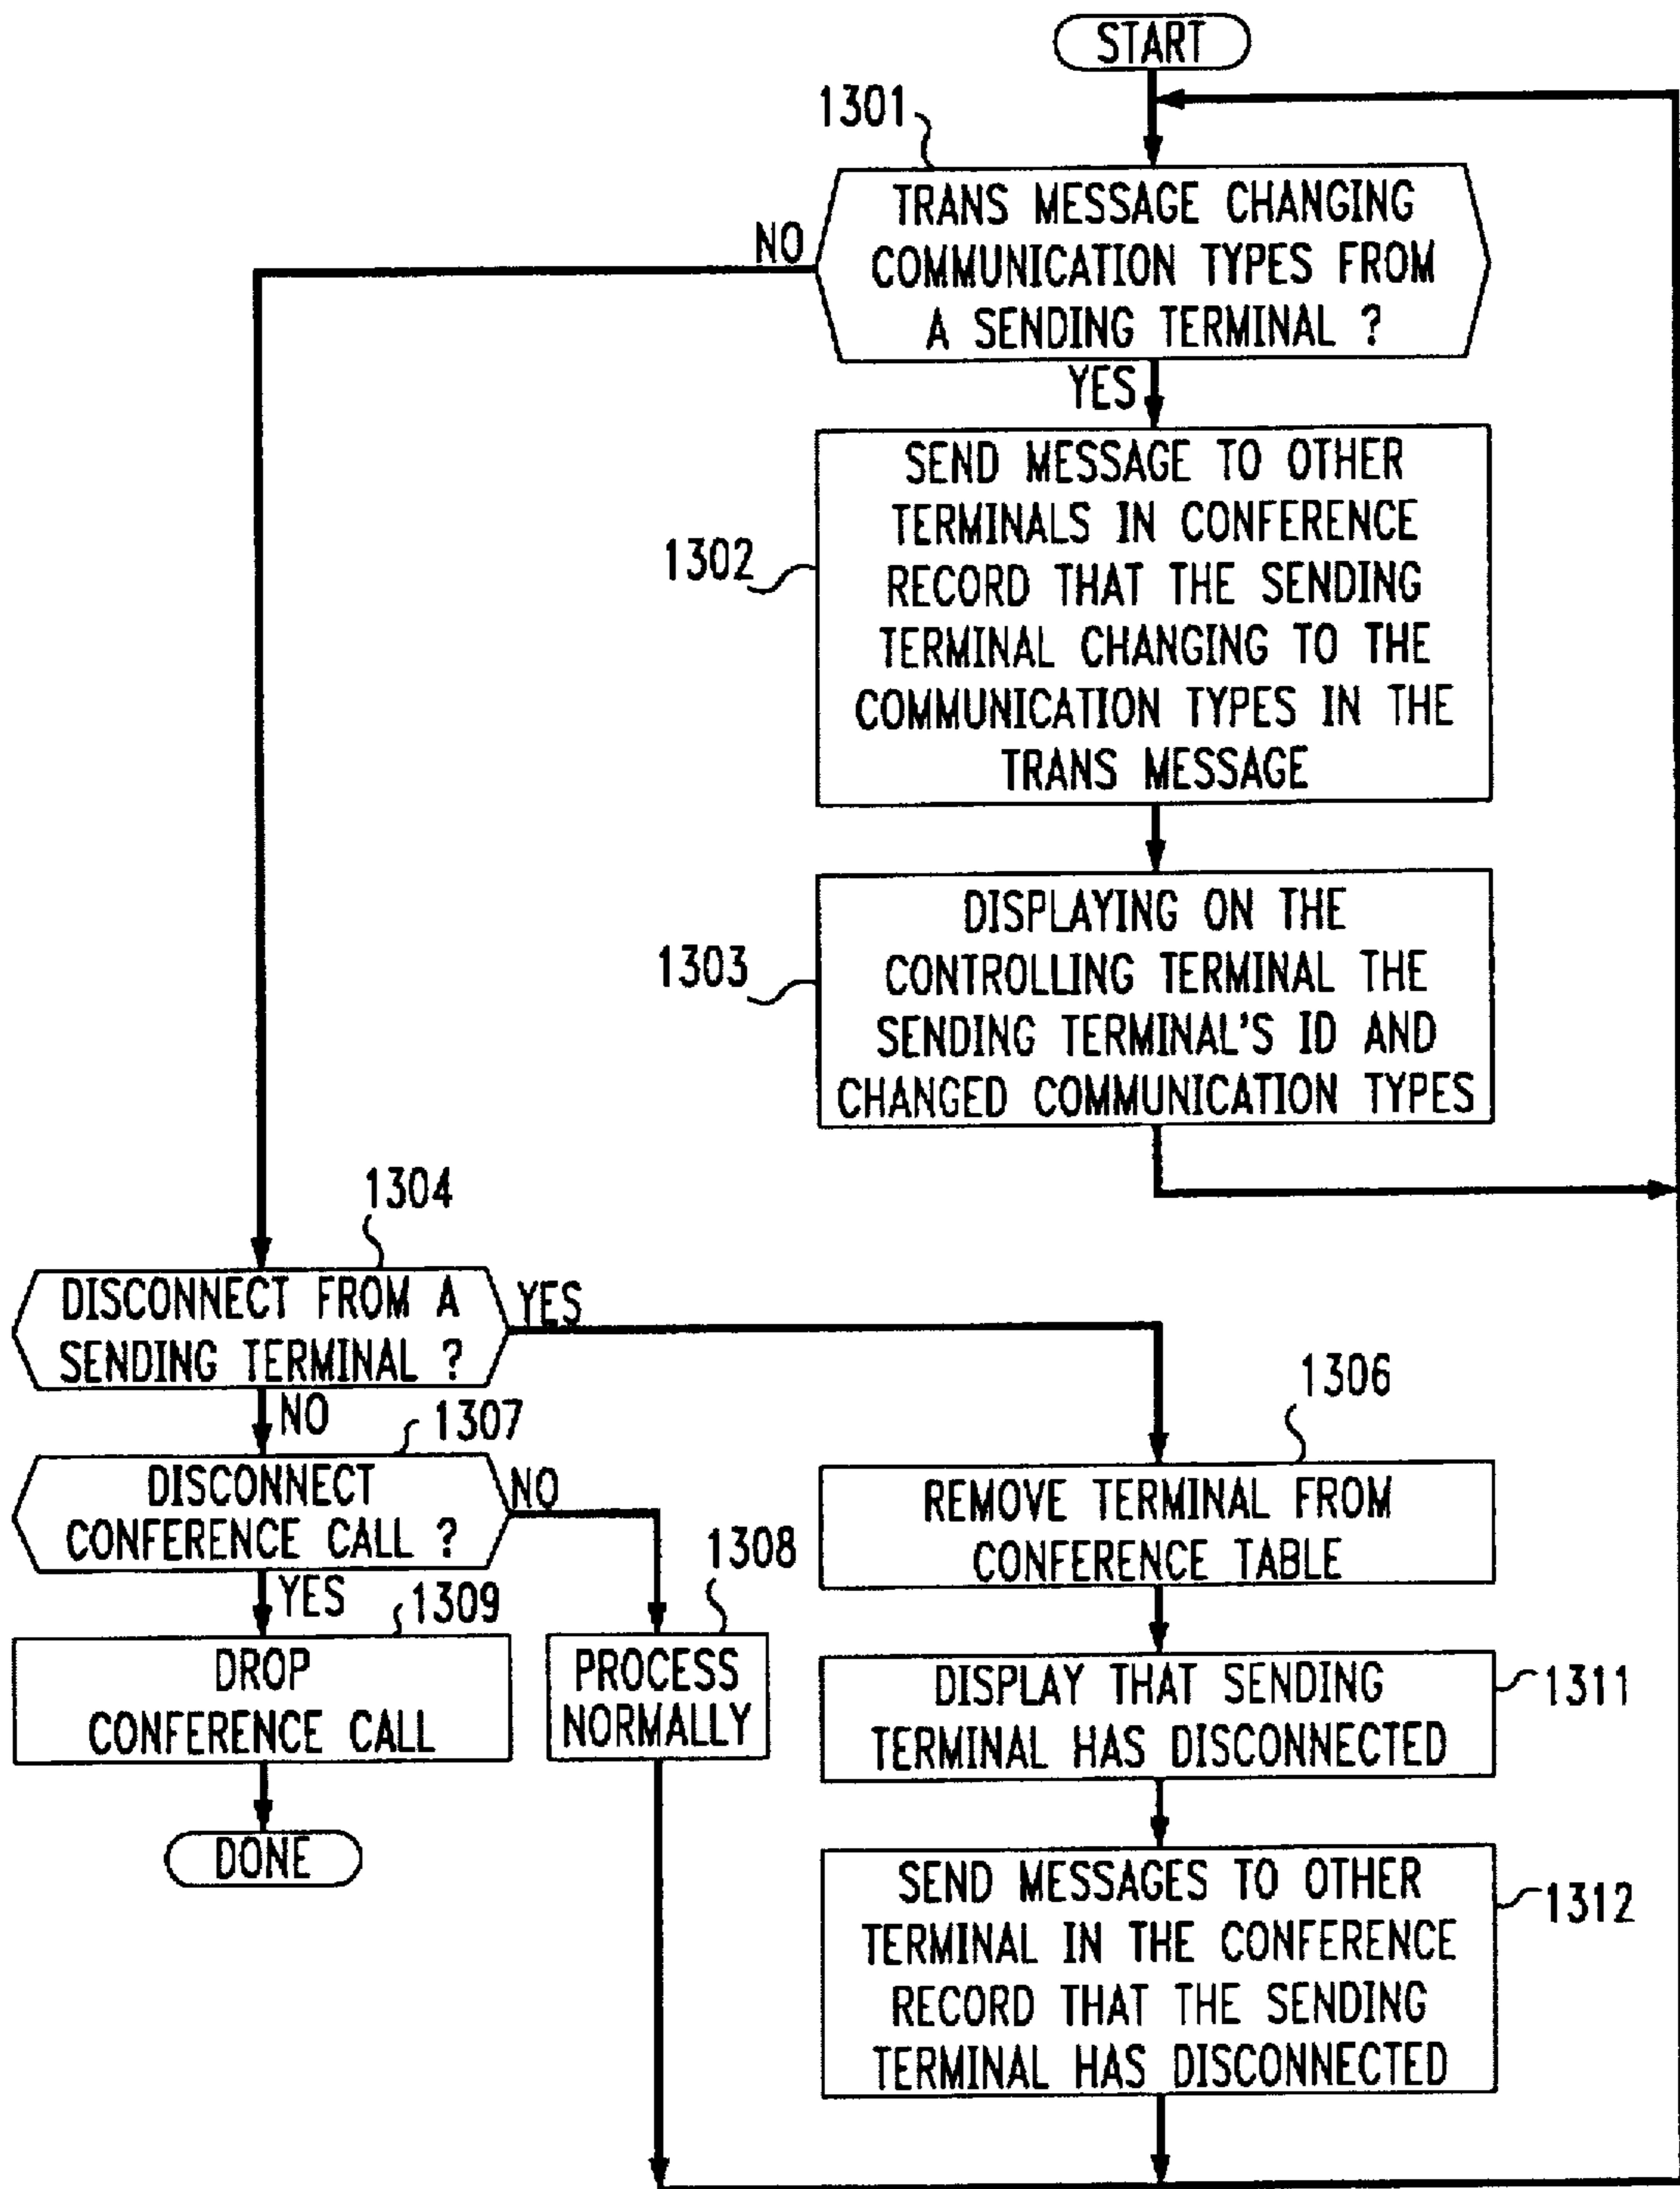 START
1301
TRANS MESSAGE CHANGING
COMMUNICATION TYPES FROM
A SENDING TERMINAL ?
NO
YES
1302
SEND MESSAGE TO OTHER
TERMINALS IN CONFERENCE
RECORD THAT THE SENDING
TERMINAL CHANGING TO THE
COMMUNICATION TYPES IN THE
TRANS MESSAGE
1303
DISPLAYING ON THE
CONTROLLING TERMINAL THE
SENDING TERMINAL'S ID AND
CHANGED COMMUNICATION TYPES
1304
DISCONNECT FROM A
SENDING TERMINAL ?
YES
NO
1307
DISCONNECT
CONFERENCE CALL ?
NO
YES
1309
DROP
CONFERENCE CALL
DONE
1308
PROCESS
NORMALLY
1306
REMOVE TERMINAL FROM
CONFERENCE TABLE
DISPLAY THAT SENDING
TERMINAL HAS DISCONNECTED
1311
SEND MESSAGES TO OTHER
TERMINAL IN THE CONFERENCE
RECORD THAT THE SENDING
TERMINAL HAS DISCONNECTED
1312